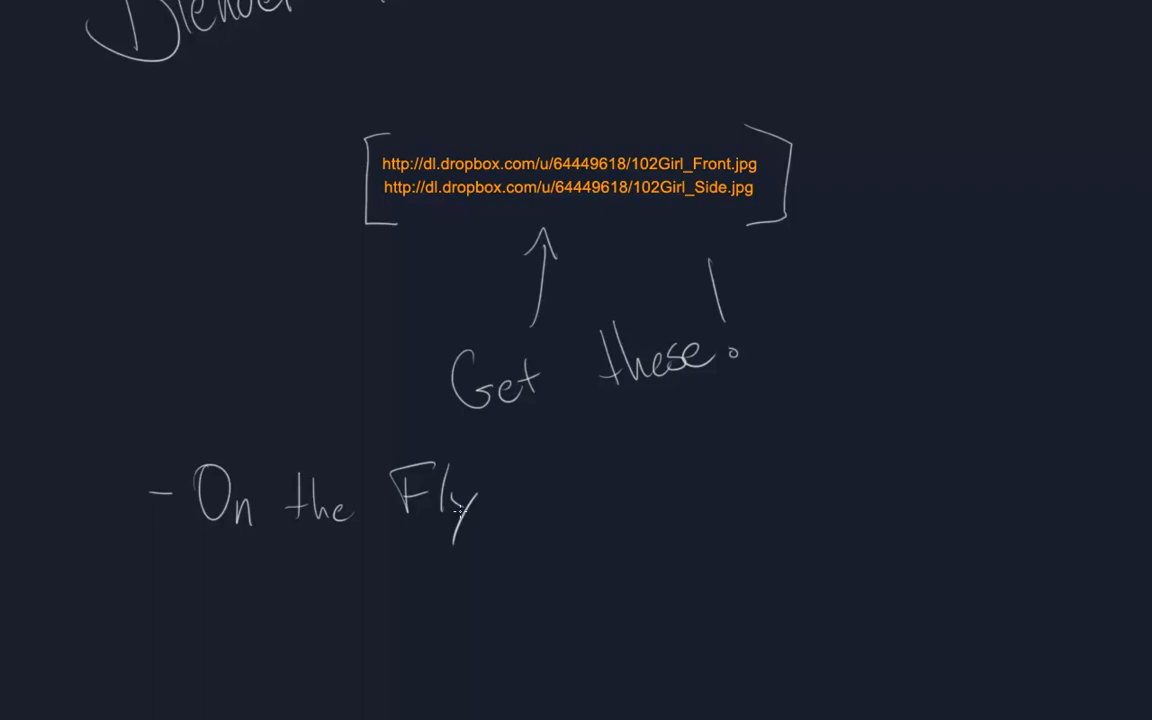 Blender
http://dl.dropbox.com/u/64449618/102Girl_Front.jpg
http://dl.dropbox.com/u/64449618/102Girl_Side.jpg
Get these.
- On the Fly